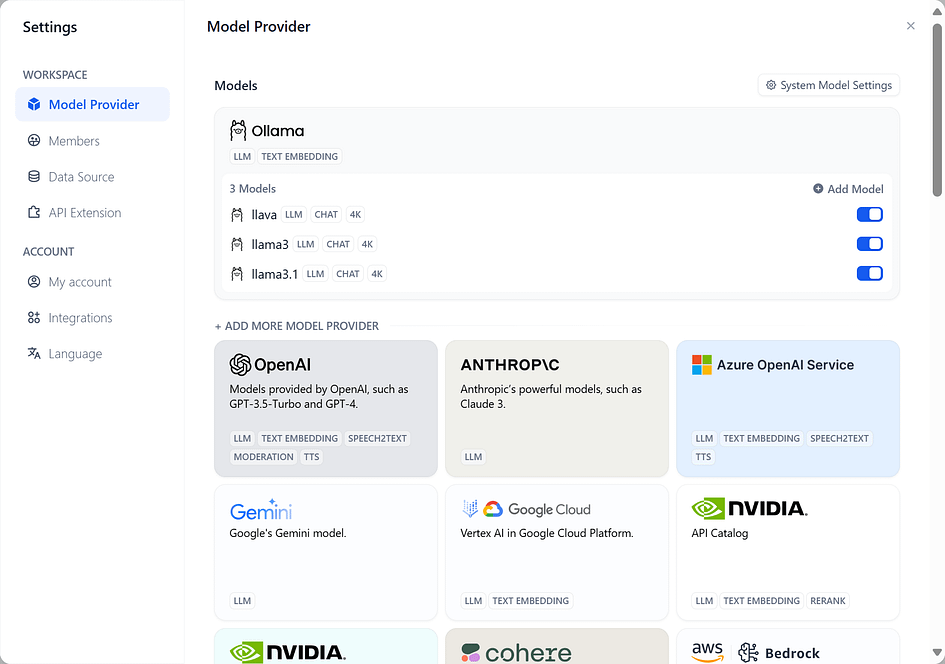 Settings
Model Provider
WORKSPACE
Model Provider
Members
Data Source
API Extension
ACCOUNT
My account
Integrations
Language
Models
System Model Settings
Ollama
LLM TEXT EMBEDDING
3 Models
Add Model
llava LLM CHAT 4K
llama3 LLM CHAT 4K
llama3.1 LLM CHAT 4K
+ ADD MORE MODEL PROVIDER
OpenAI
Models provided by OpenAI, such as
GPT-3.5-Turbo and GPT-4.
LLM TEXT EMBEDDING SPEECH2TEXT
MODERATION TTS
ANTHROP\C
Anthropic's powerful models, such as
Claude 3.
LLM
Azure OpenAI Service
LLM TEXT EMBEDDING SPEECH2TEXT
TTS
Gemini
Google's Gemini model.
LLM
Google Cloud
Vertex AI in Google Cloud Platform.
LLM TEXT EMBEDDING
NVIDIA.
API Catalog
LLM TEXT EMBEDDING RERANK
NVIDIA.
cohere
aws Bedrock